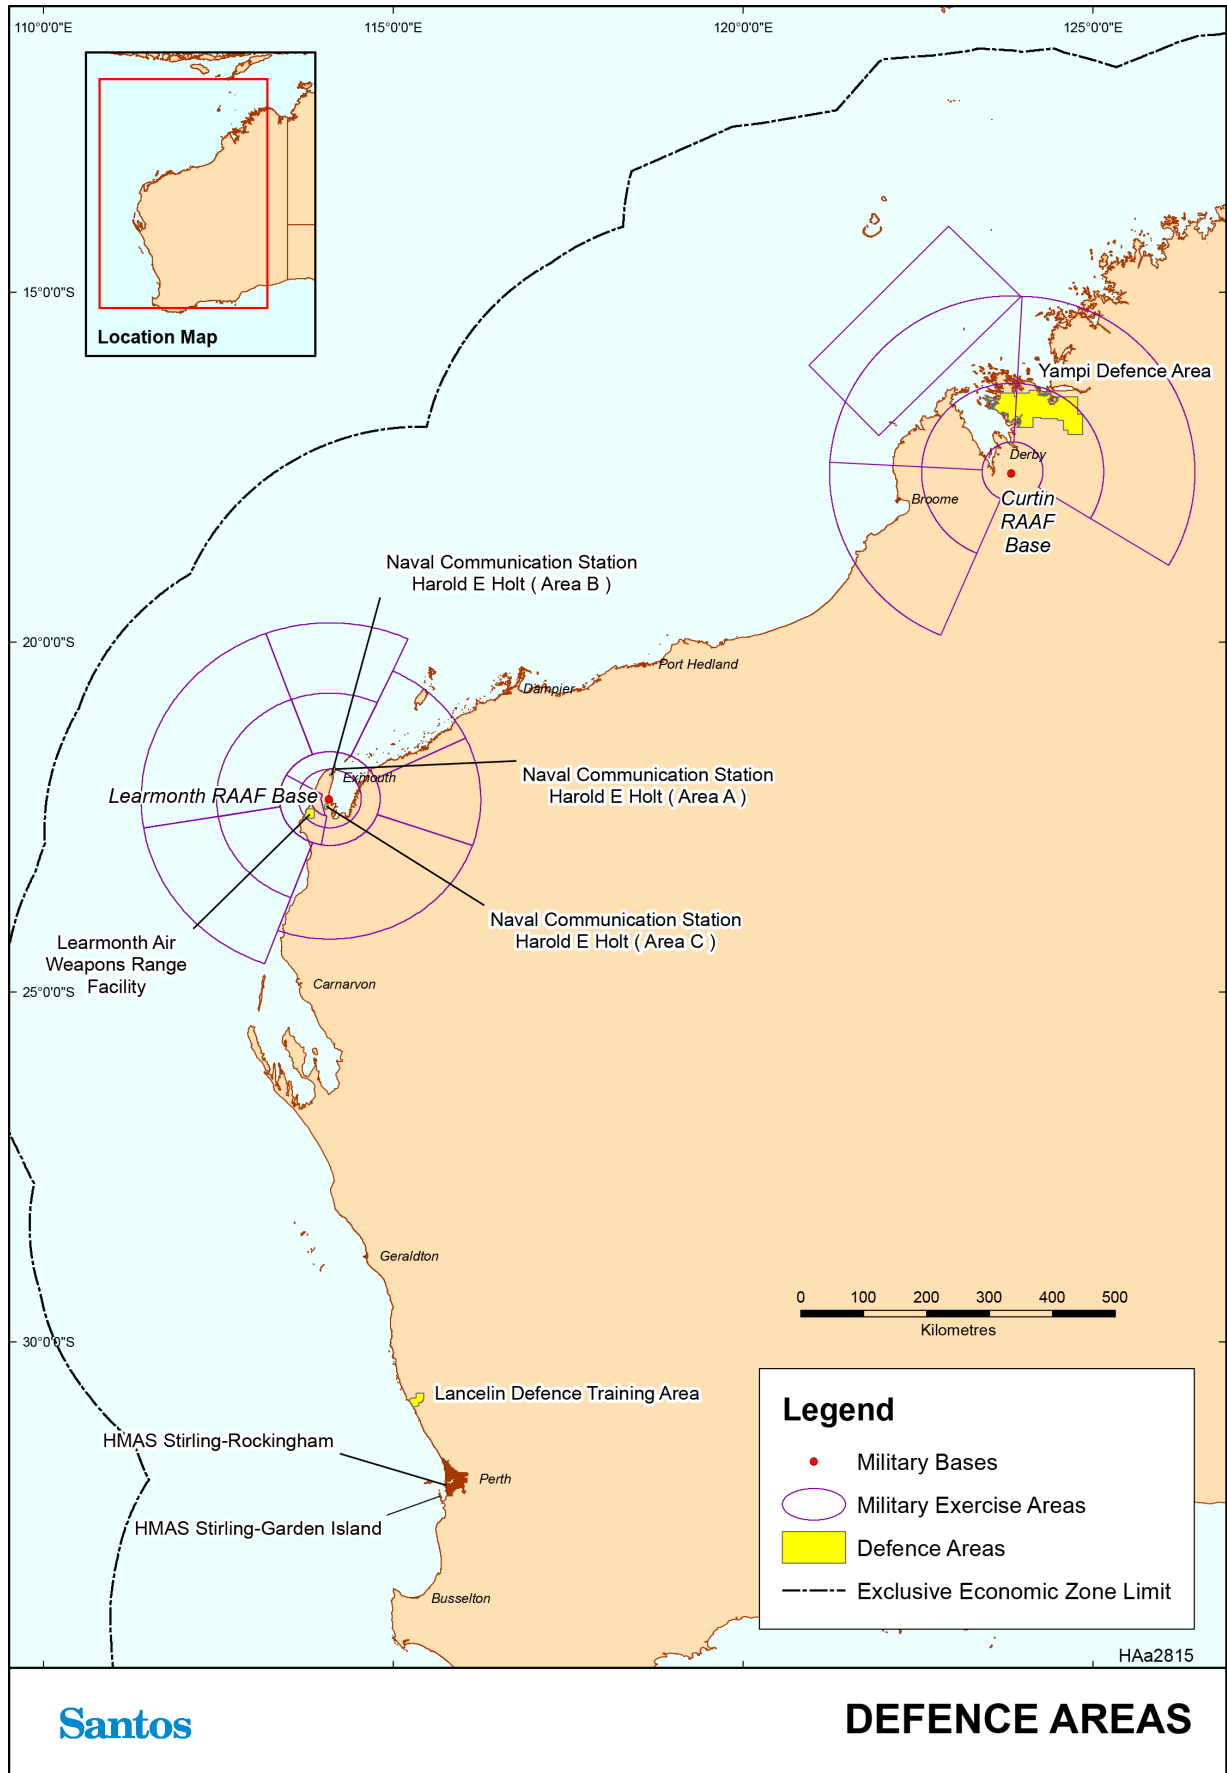 110°0'0"E
115°0'0"E
120°0'0"E
125°0'0"E
Location Map
15°0'0"S
Yampi Defence Area
Derby
Broome
Curtin
RAAF
Base
Naval Communication Station
Harold E Holt ( Area B )
20°0'0"S
Port Hedland
Dampier
Exmouth
Naval Communication Station
Harold E Holt ( Area A )
Learmonth RAAF Base
Naval Communication Station
Harold E Holt ( Area C )
Learmonth Air
Weapons Range
Facility
Carnarvon
25°0'0"S
Geraldton
0 100 200 300 400 500
Kilometres
30°0'0"S
Lancelin Defence Training Area
HMAS Stirling-Rockingham
Perth
HMAS Stirling-Garden Island
Busselton
Legend
Military Bases
Military Exercise Areas
Defence Areas
Exclusive Economic Zone Limit
HAa2815
Santos
DEFENCE AREAS